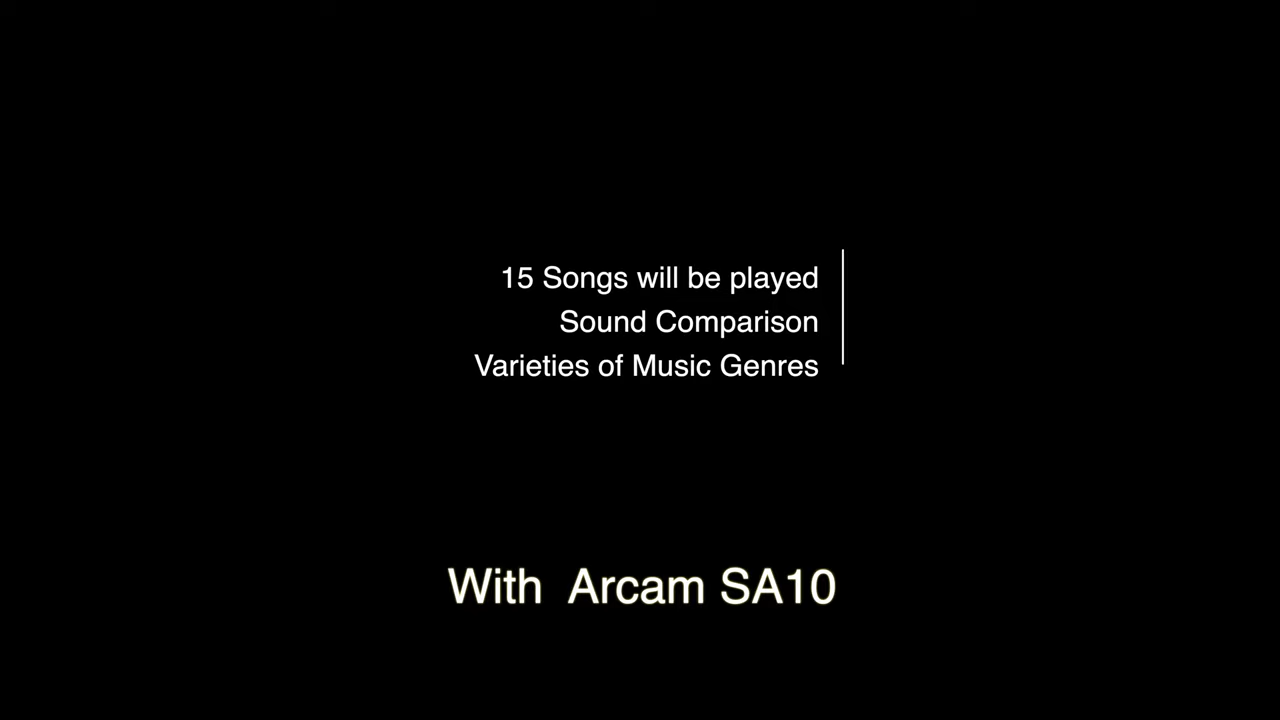 15 Songs will be played
Sound Comparison
Varieties of Music Genres
With Arcam SA10